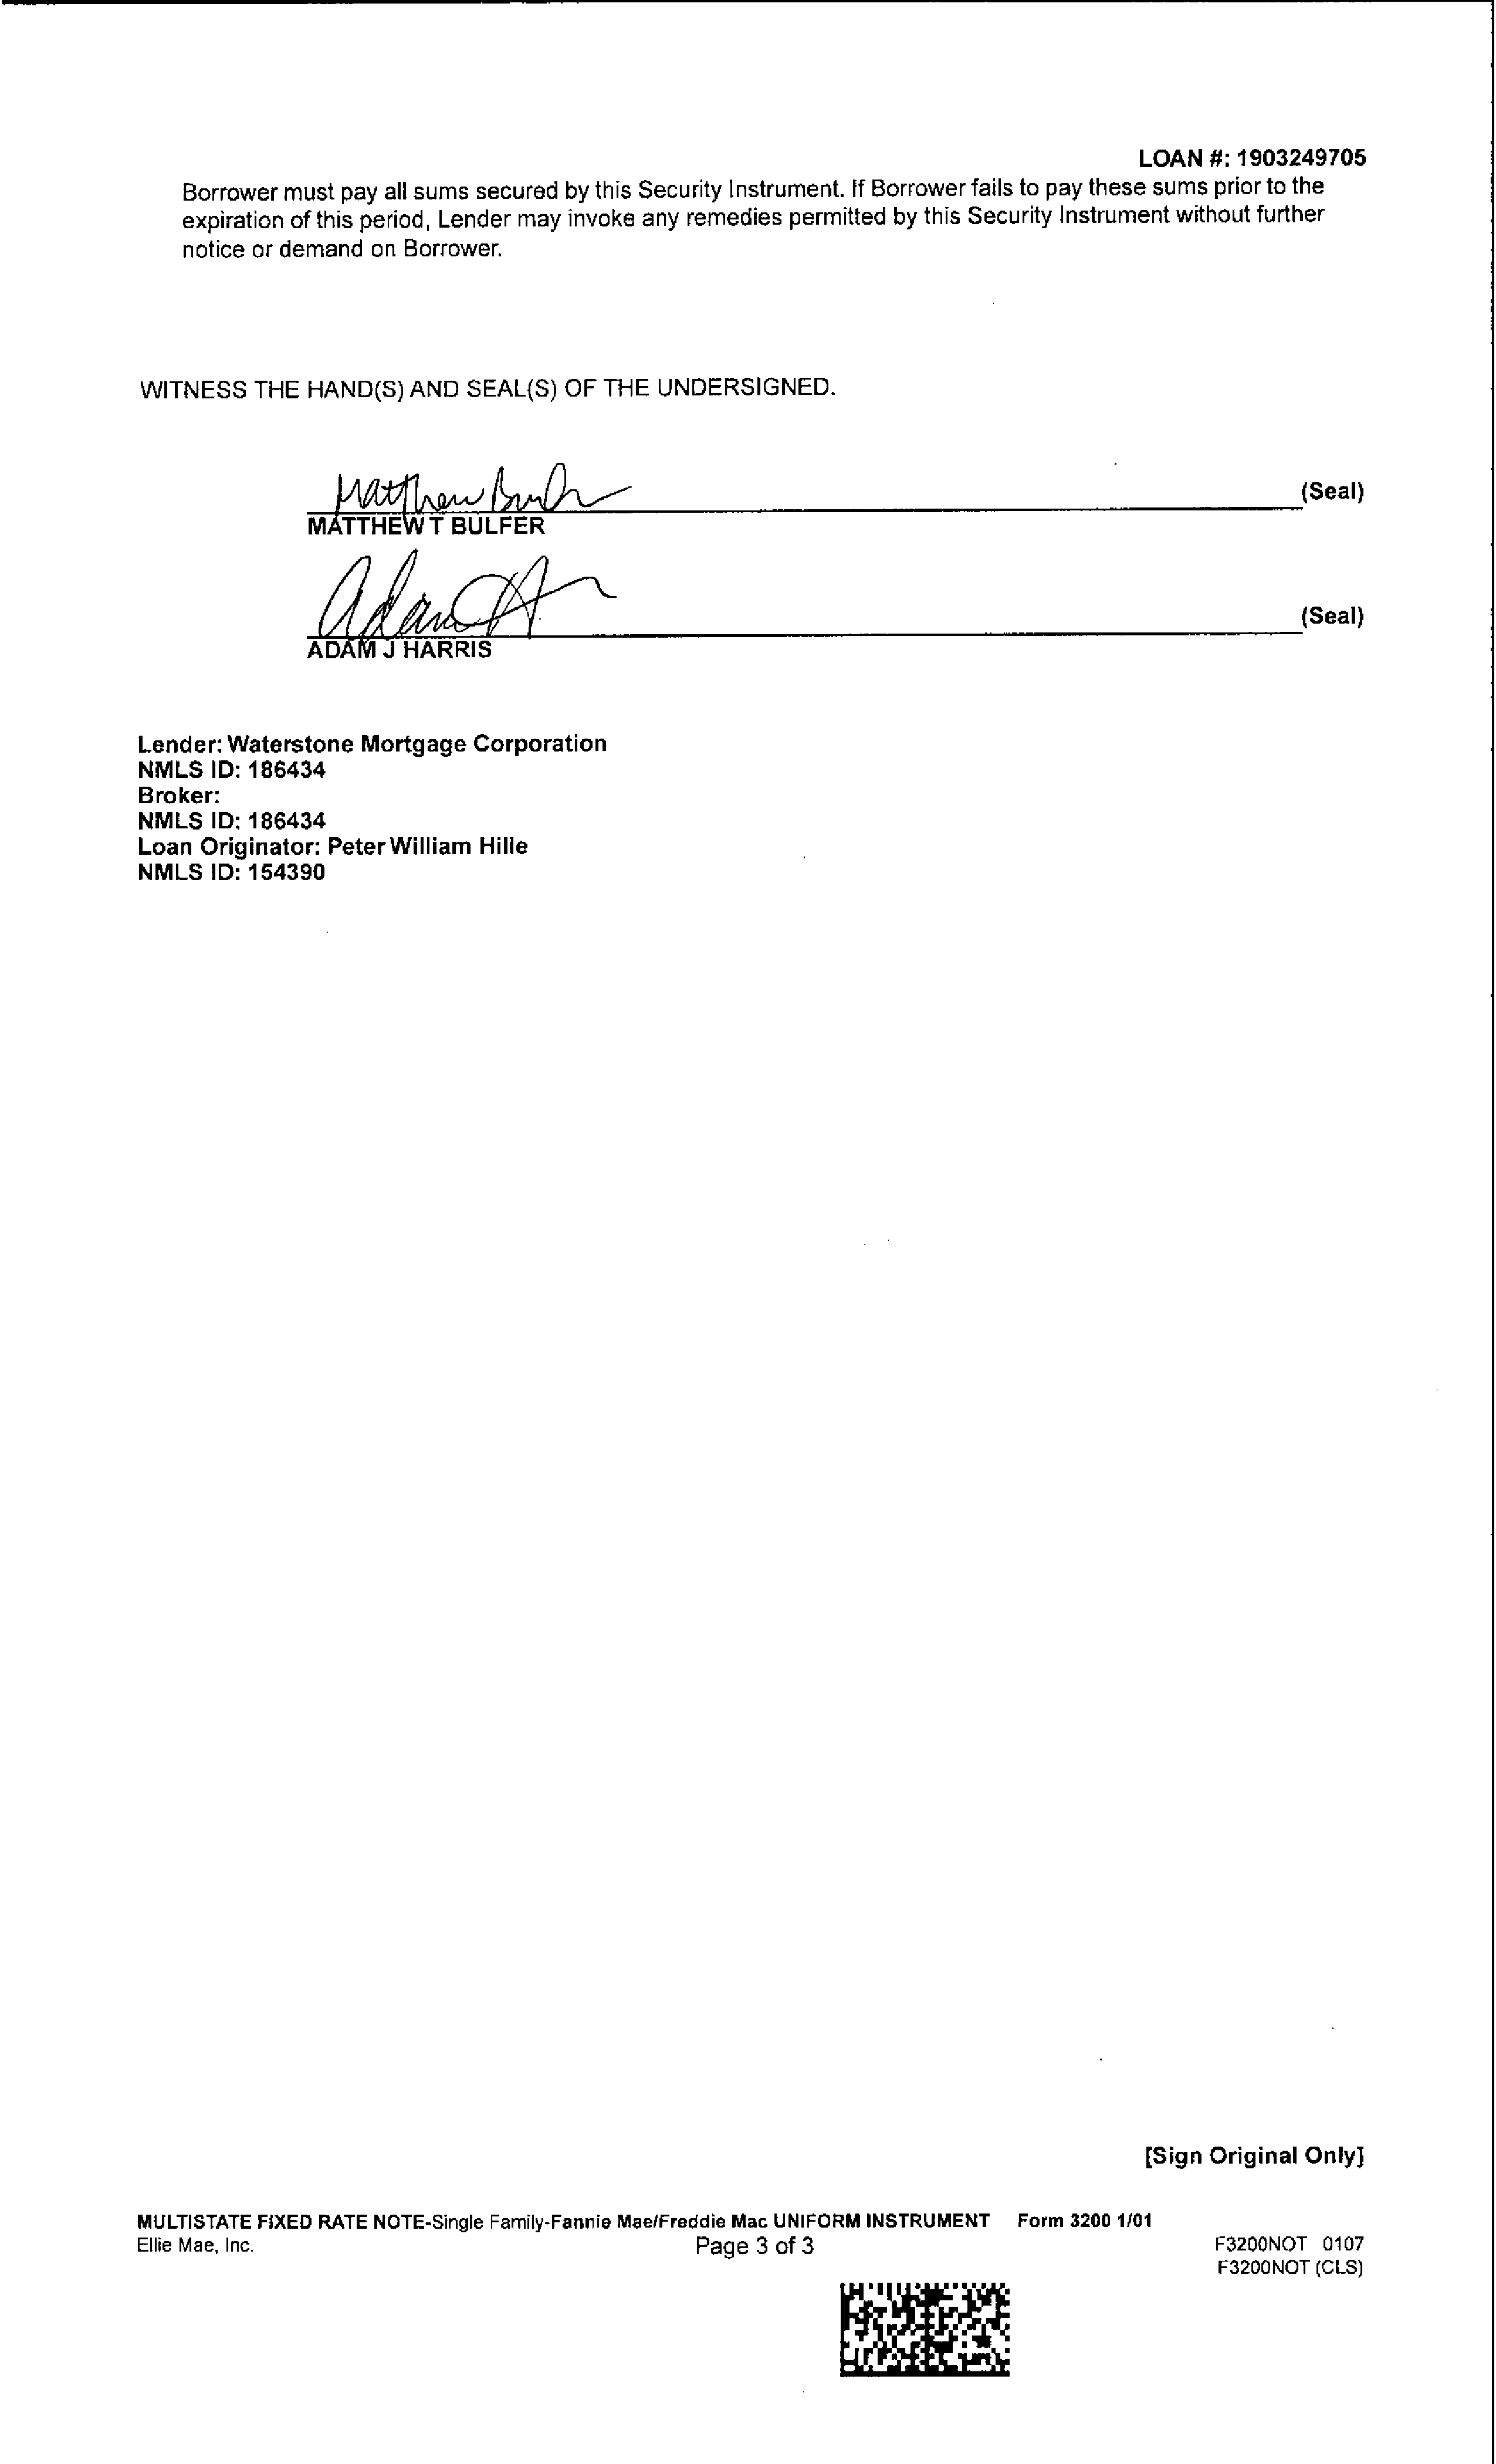 LOAN #: 1903249705
Borrower must pay all sums secured by this Security Instrument. If Borrower fails to pay these sums prior to the
expiration of this period, Lender may invoke any remedies permitted by this Security Instrument without further
notice or demand on Borrower.
WITNESS THE HAND(S) AND SEAL(S) OF THE UNDERSIGNED.
Matthew
(Seal)
MATTHEW T BULFER
Adam
(Seal)
ADAM J HARRIS
Lender: Waterstone Mortgage Corporation
NMLS ID: 186434
Broker:
NMLS ID: 186434
Loan Originator: Peter William Hille
NMLS ID: 154390
[Sign Original Only]
MULTISTATE FIXED RATE NOTE-Single Family-Fannie Mae/Freddie Mac UNIFORM INSTRUMENT Form 3200 1/01
Ellie Mae, Inc. Page 3 of 3 F3200NOT 0107
F3200NOT (CLS)